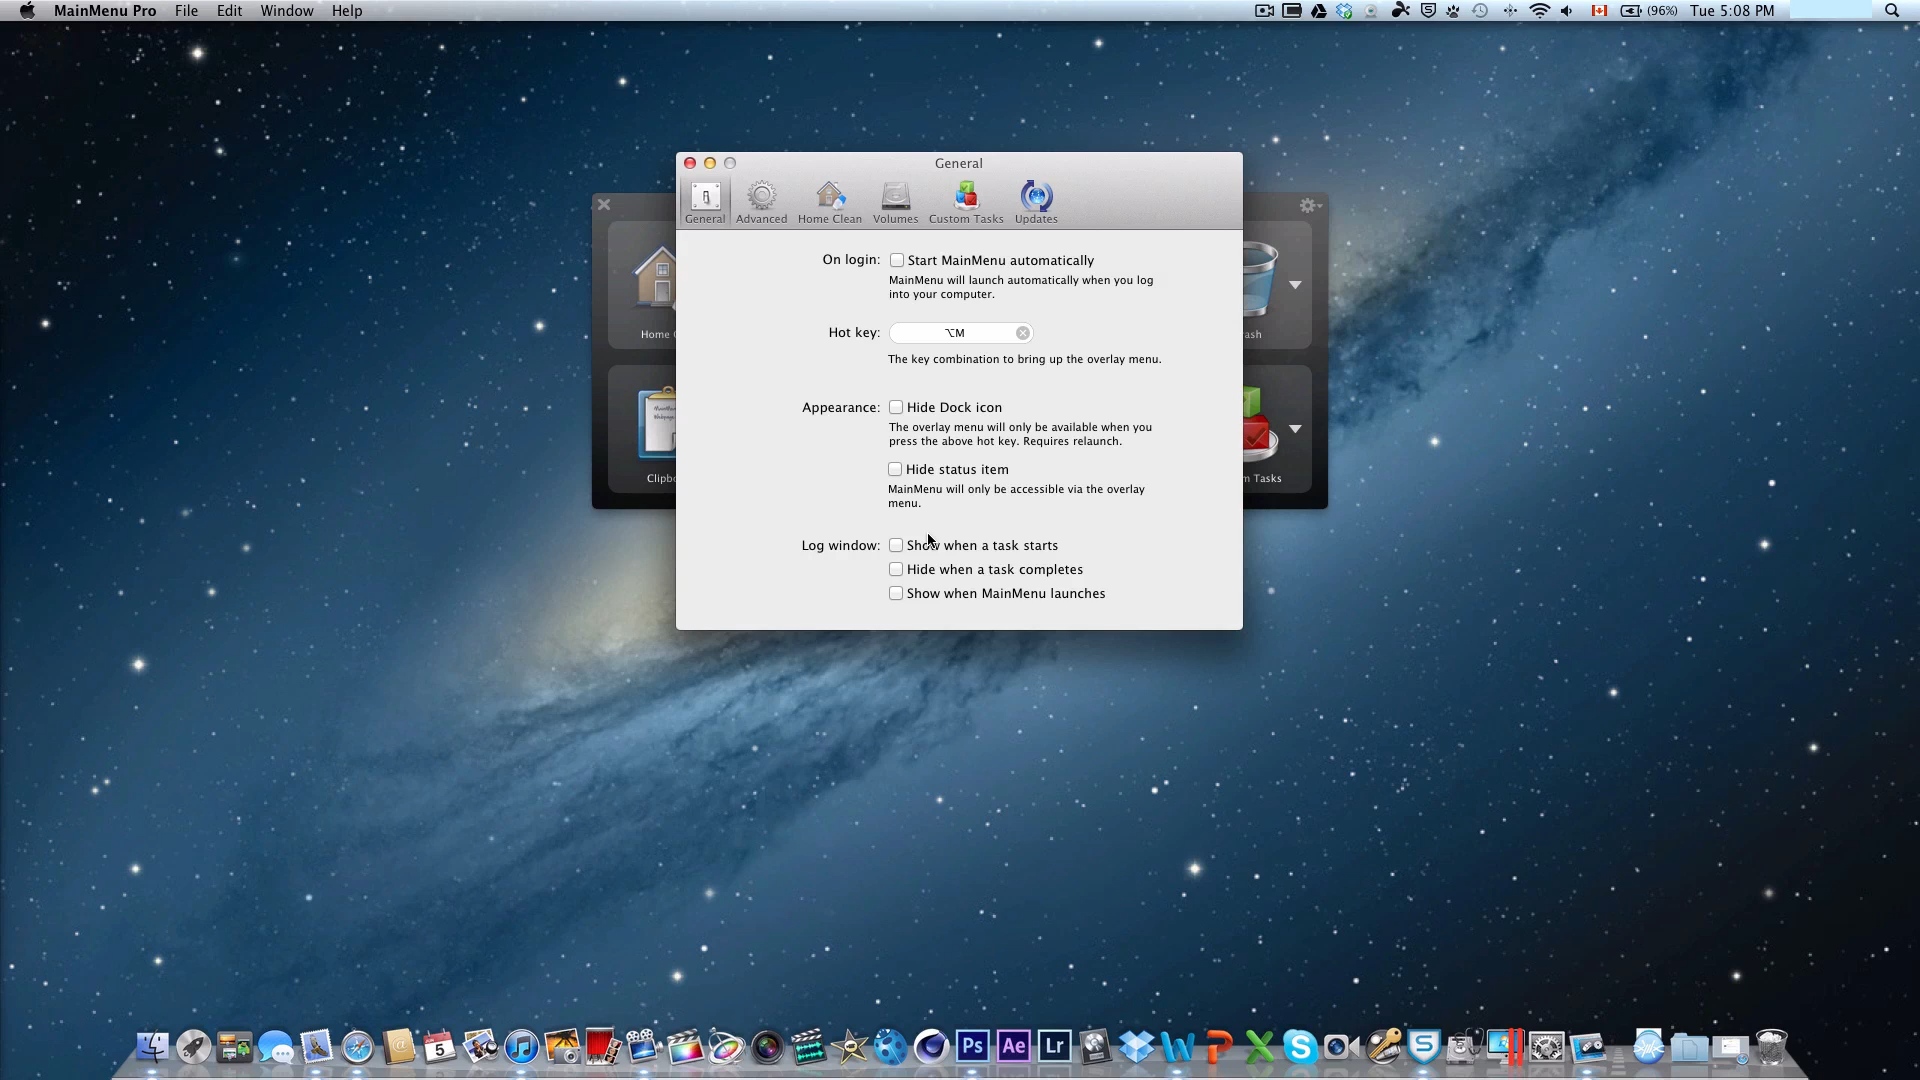 MainMenu Pro File Edit Window Help
(96%) Tue 5:08 PM
General
General Advanced Home Clean Volumes Custom Tasks Updates
On login: Start MainMenu automatically
MainMenu will launch automatically when you log
into your computer.
Hot key: ⌥M
The key combination to bring up the overlay menu.
Appearance: Hide Dock icon
The overlay menu will only be available when you
press the above hot key. Requires relaunch.
Hide status item
MainMenu will only be accessible via the overlay
menu.
Log window: Show when a task starts
Hide when a task completes
Show when MainMenu launches
Home
ash
Clipb
m Tasks
5
Ps Ae Lr